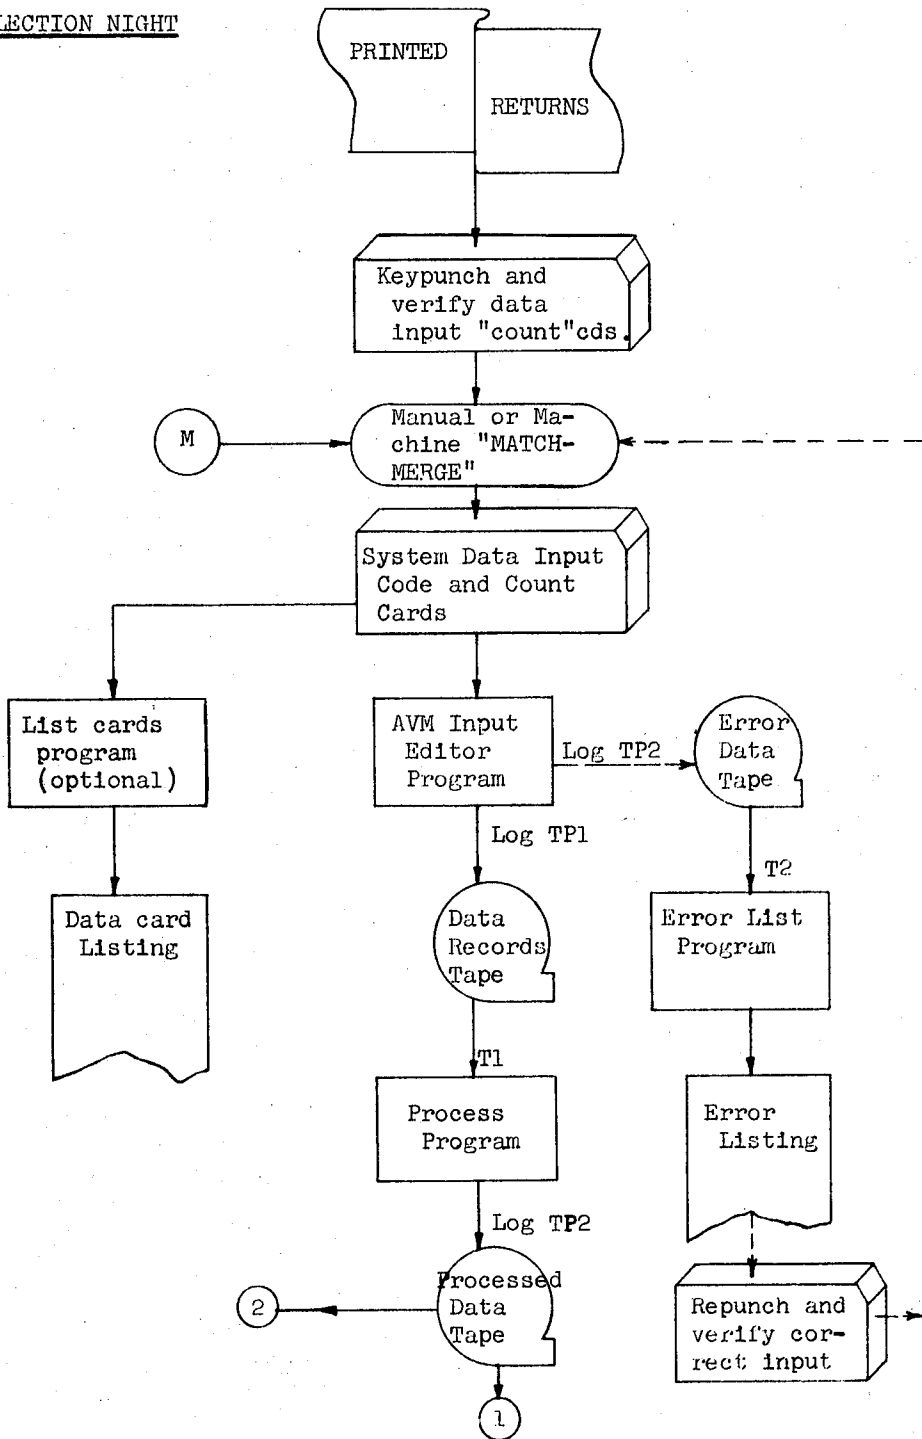 LECTION NIGHT
PRINTED
RETURNS
Keypunch and
verify data
input "count"cds.
M
Manual or Ma-
chine "MATCH-
MERGE"
System Data Input
Code and Count
Cards
List cards
program
(optional)
AVM Input
Editor
Program
Log TP2
Error
Data
Tape
Log TP1
T2
Data card
Listing
Data
Records
Tape
Error List
Program
T1
Process
Program
Error
Listing
Log TP2
2
Processed
Data
Tape
Repunch and
verify cor-
rect input
1